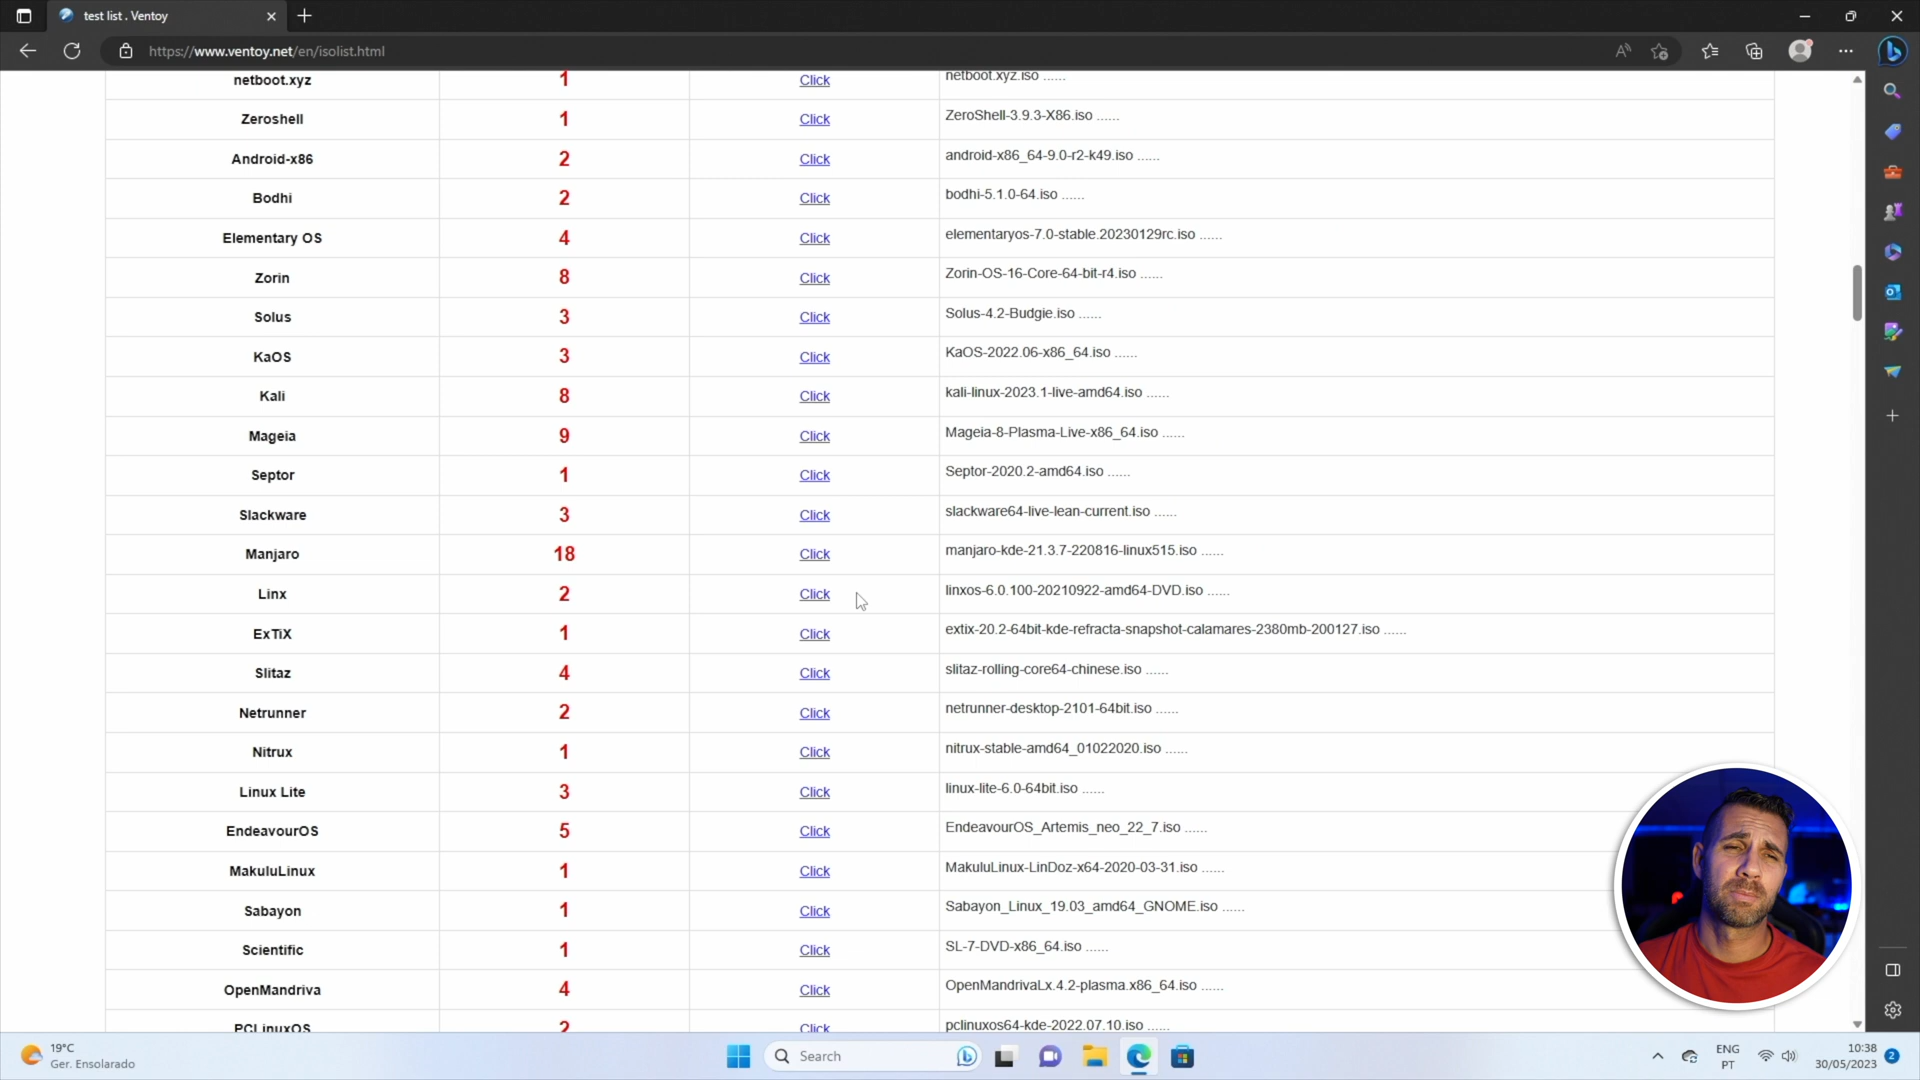 test list . Ventoy
https://www.ventoy.net/en/isolist.html
netboot.xyz 1 Click netboot.xyz.iso ......
Zeroshell 1 Click ZeroShell-3.9.3-X86.iso ......
Android-x86 2 Click android-x86_64-9.0-r2-k49.iso ......
Bodhi 2 Click bodhi-5.1.0-64.iso ......
Elementary OS 4 Click elementaryos-7.0-stable.20230129rc.iso ......
Zorin 8 Click Zorin-OS-16-Core-64-bit-r4.iso ......
Solus 3 Click Solus-4.2-Budgie.iso ......
KaOS 3 Click KaOS-2022.06-x86_64.iso ......
Kali 8 Click kali-linux-2023.1-live-amd64.iso ......
Mageia 9 Click Mageia-8-Plasma-Live-x86_64.iso ......
Septor 1 Click Septor-2020.2-amd64.iso ......
Slackware 3 Click slackware64-live-lean-current.iso ......
Manjaro 18 Click manjaro-kde-21.3.7-220816-linux515.iso ......
Linx 2 Click linxos-6.0.100-20210922-amd64-DVD.iso ......
ExTiX 1 Click extix-20.2-64bit-kde-refracta-snapshot-calamares-2380mb-200127.iso ......
Slitaz 4 Click slitaz-rolling-core64-chinese.iso ......
Netrunner 2 Click netrunner-desktop-2101-64bit.iso ......
Nitrux 1 Click nitrux-stable-amd64_01022020.iso ......
Linux Lite 3 Click linux-lite-6.0-64bit.iso ......
EndeavourOS 5 Click EndeavourOS_Artemis_neo_22_7.iso ......
MakuluLinux 1 Click MakuluLinux-LinDoz-x64-2020-03-31.iso ......
Sabayon 1 Click Sabayon_Linux_19.03_amd64_GNOME.iso ......
Scientific 1 Click SL-7-DVD-x86_64.iso ......
OpenMandriva 4 Click OpenMandrivaLx.4.2-plasma.x86_64.iso ......
PCLinuxOS 2 Click pclinuxos64-kde-2022.07.10.iso ......
19°C
Ger. Ensolarado
Search
ENG
PT
10:38
30/05/2023
2